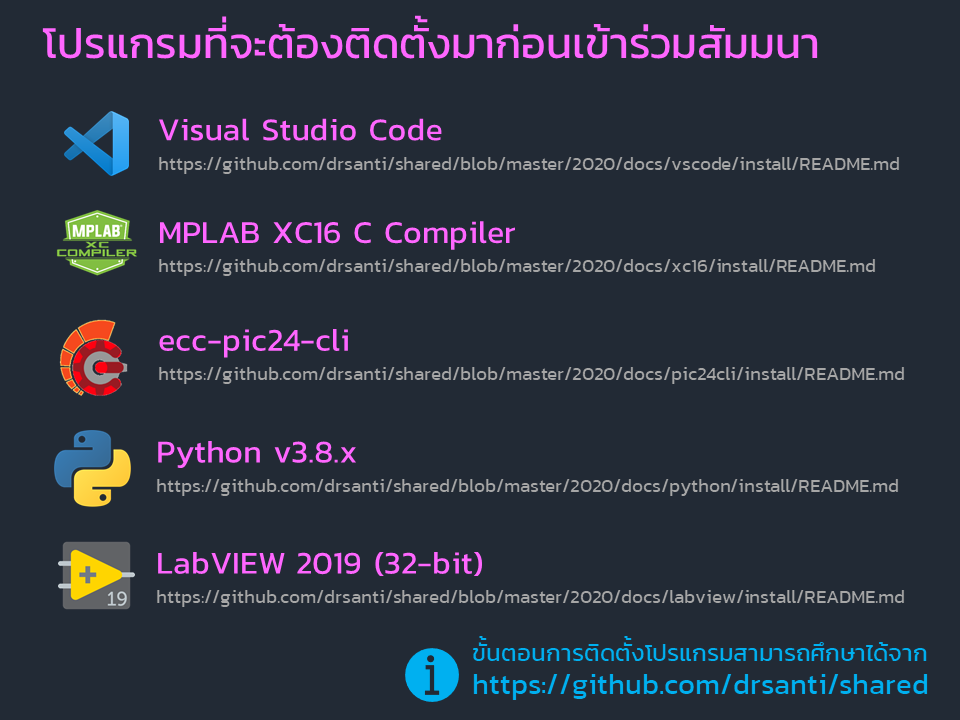 โปรแกรมที่จะต้องติดตั้งมาก่อนเข้าร่วมสัมมนา
Visual Studio Code
https://github.com/drsanti/shared/blob/master/2020/docs/vscode/install/README.md
MPLAB
XC
COMPILER
MPLAB XC16 C Compiler
https://github.com/drsanti/shared/blob/master/2020/docs/xc16/install/README.md
ecc-pic24-cli
https://github.com/drsanti/shared/blob/master/2020/docs/pic24cli/install/README.md
Python v3.8.x
https://github.com/drsanti/shared/blob/master/2020/docs/python/install/README.md
19
LabVIEW 2019 (32-bit)
https://github.com/drsanti/shared/blob/master/2020/docs/labview/install/README.md
i
ขั้นตอนการติดตั้งโปรแกรมสามารถศึกษาได้จาก
https://github.com/drsanti/shared